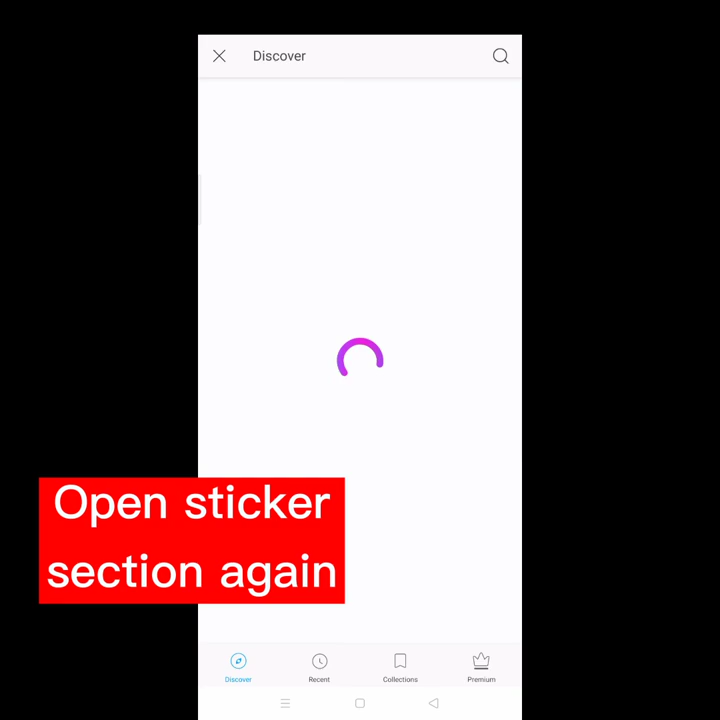 Discover
Open sticker
section again
Discover
Recent
Collections
Premium